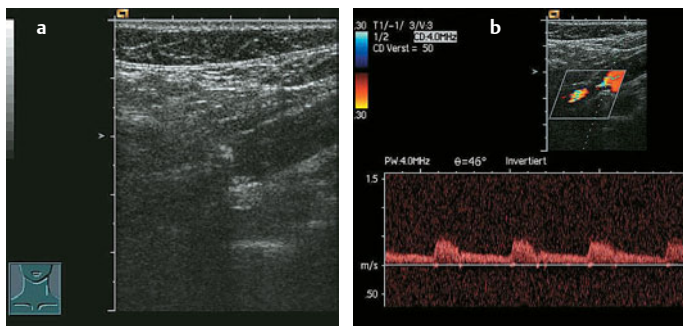 a
b
.30
T1/-1/ 3/V:3
1/2 CD:4.0MHz
CD Verst = 50
.30
PW:4.0MHz θ=46° Invertiert
1.5
m/s
.50